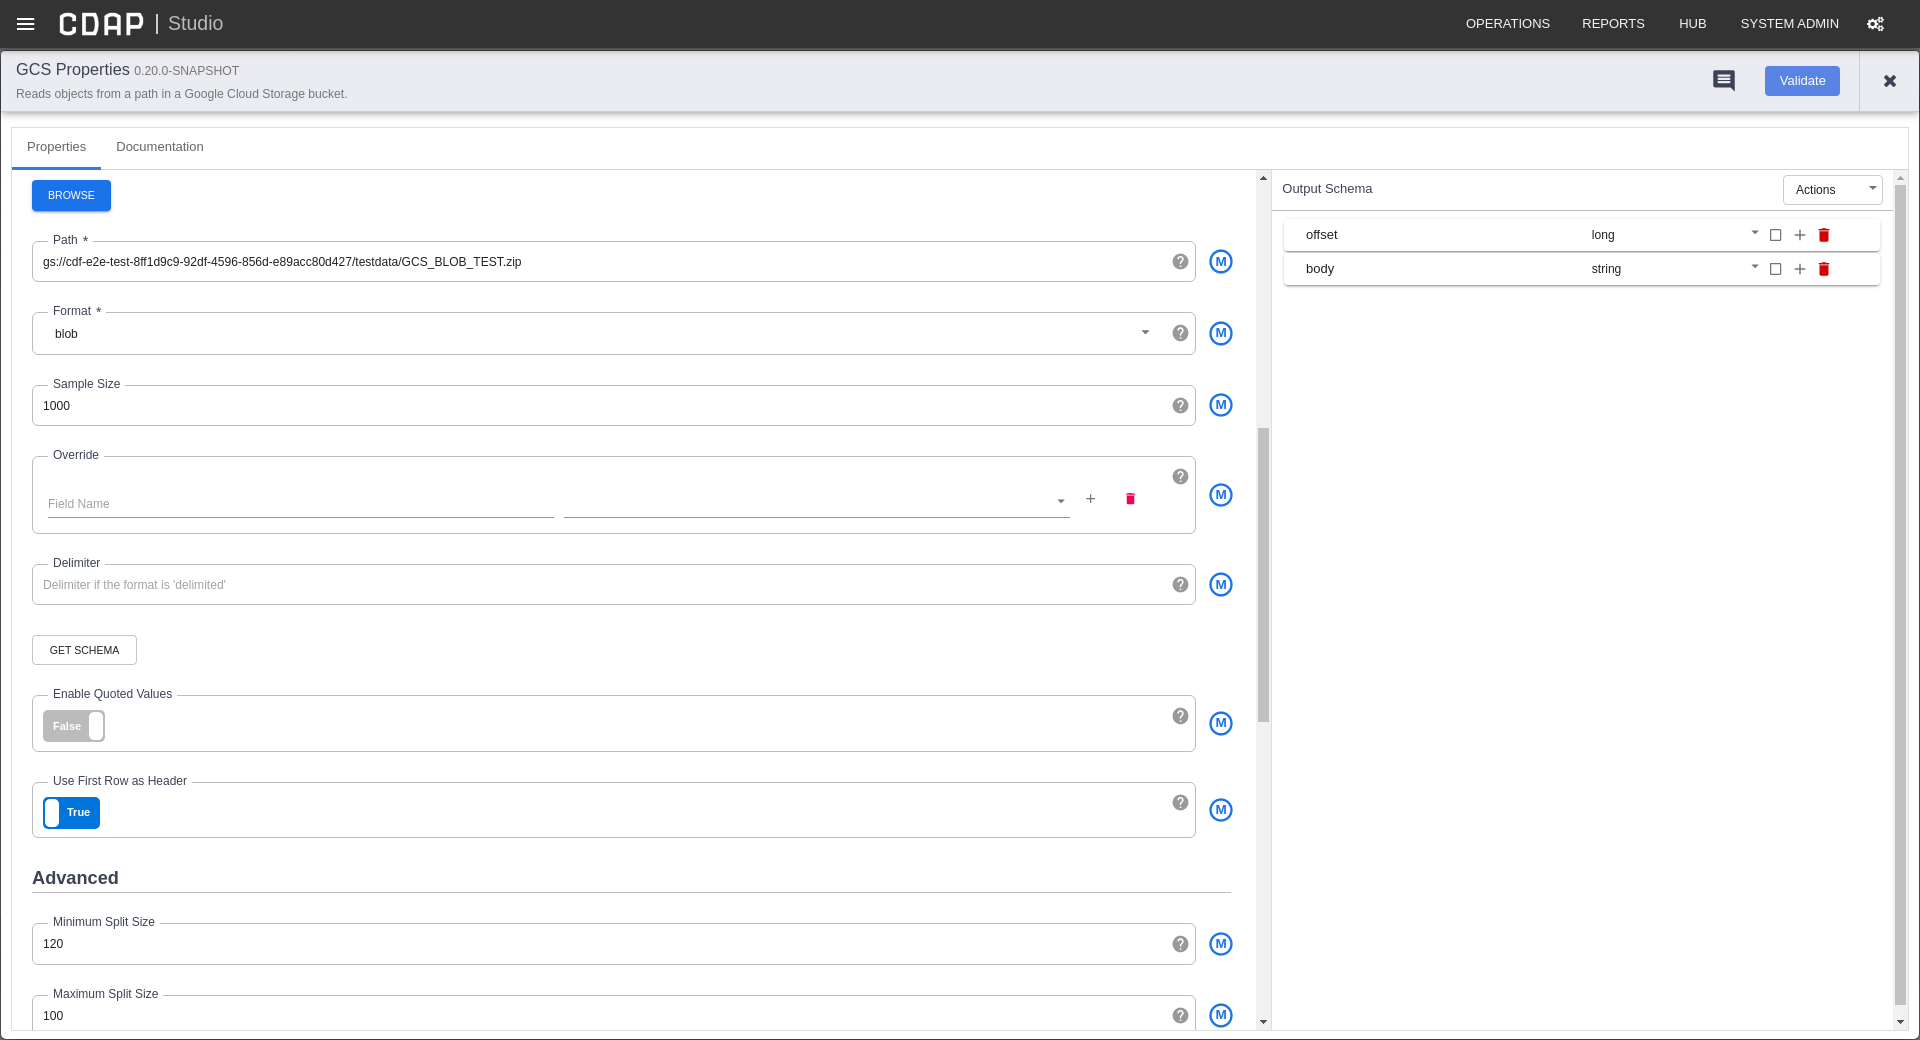 CDAP | Studio OPERATIONS REPORTS HUB SYSTEM ADMIN
GCS Properties 0.20.0-SNAPSHOT
Reads objects from a path in a Google Cloud Storage bucket.
Validate
Properties Documentation
BROWSE
Path *
gs://cdf-e2e-test-8ff1d9c9-92df-4596-856d-e89acc80d427/testdata/GCS_BLOB_TEST.zip
M
Format *
blob
M
Sample Size
1000
M
Override
Field Name
M
Delimiter
Delimiter if the format is 'delimited'
M
GET SCHEMA
Enable Quoted Values
False
M
Use First Row as Header
True
M
Advanced
Minimum Split Size
120
M
Maximum Split Size
100
M
Output Schema Actions
offset long
body string